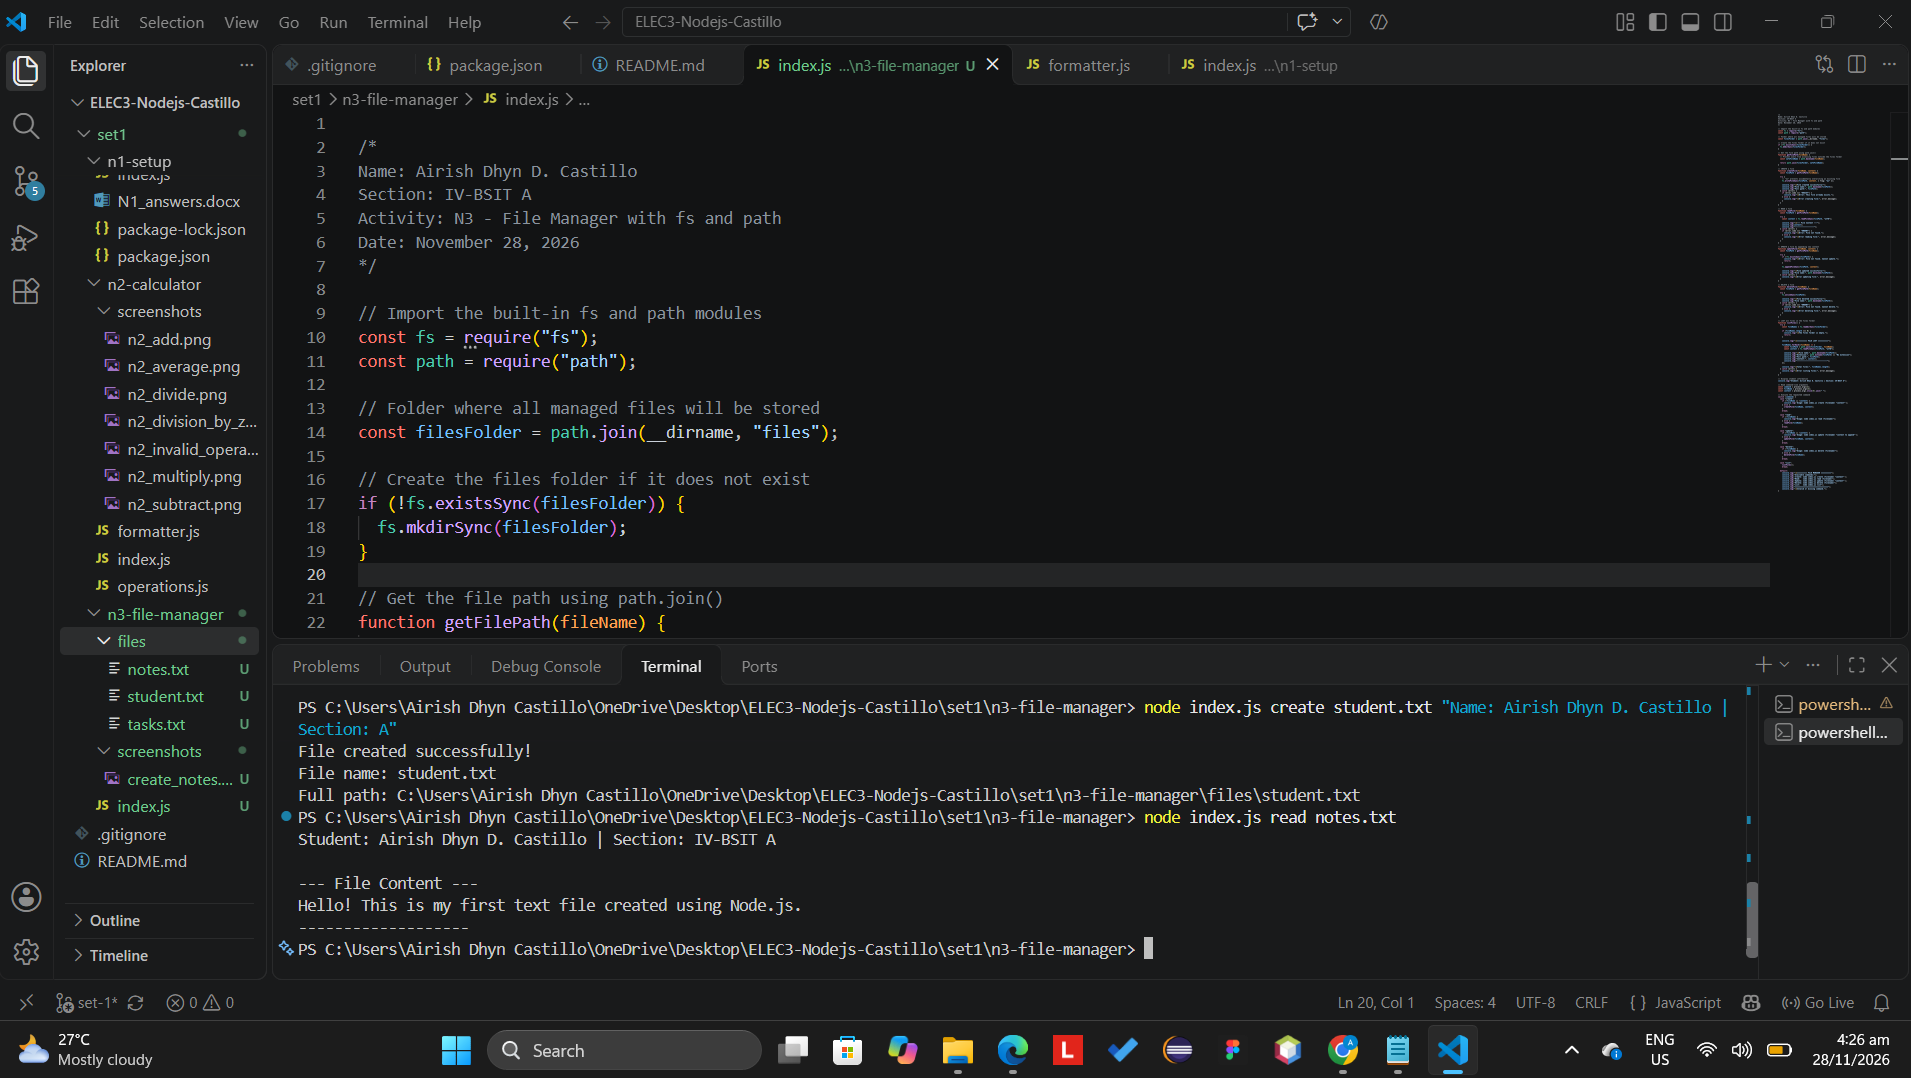 File Edit Selection View Go Run Terminal Help
ELEC3-Nodejs-Castillo
Explorer
ELEC3-Nodejs-Castillo
set1
n1-setup
index.js
N1_answers.docx
package-lock.json
package.json
n2-calculator
screenshots
n2_add.png
n2_average.png
n2_divide.png
n2_division_by_z...
n2_invalid_opera...
n2_multiply.png
n2_subtract.png
formatter.js
index.js
operations.js
n3-file-manager
files
notes.txt U
student.txt U
tasks.txt U
screenshots
create_notes.... U
index.js U
.gitignore
README.md
Outline
Timeline
5
.gitignore
package.json
README.md
index.js ...\n3-file-manager U
formatter.js
index.js ...\n1-setup
set1 > n3-file-manager > JS index.js > ...
1
2 /*
3 Name: Airish Dhyn D. Castillo
4 Section: IV-BSIT A
5 Activity: N3 - File Manager with fs and path
6 Date: November 28, 2026
7 */
8
9 // Import the built-in fs and path modules
10 const fs = require("fs");
11 const path = require("path");
12
13 // Folder where all managed files will be stored
14 const filesFolder = path.join(__dirname, "files");
15
16 // Create the files folder if it does not exist
17 if (!fs.existsSync(filesFolder)) {
18 fs.mkdirSync(filesFolder);
19 }
20
21 // Get the file path using path.join()
22 function getFilePath(fileName) {
Problems Output Debug Console Terminal Ports
PS C:\Users\Airish Dhyn Castillo\OneDrive\Desktop\ELEC3-Nodejs-Castillo\set1\n3-file-manager> node index.js create student.txt "Name: Airish Dhyn D. Castillo |
Section: A"
File created successfully!
File name: student.txt
Full path: C:\Users\Airish Dhyn Castillo\OneDrive\Desktop\ELEC3-Nodejs-Castillo\set1\n3-file-manager\files\student.txt
PS C:\Users\Airish Dhyn Castillo\OneDrive\Desktop\ELEC3-Nodejs-Castillo\set1\n3-file-manager> node index.js read notes.txt
Student: Airish Dhyn D. Castillo | Section: IV-BSIT A
--- File Content ---
Hello! This is my first text file created using Node.js.
-------------------
PS C:\Users\Airish Dhyn Castillo\OneDrive\Desktop\ELEC3-Nodejs-Castillo\set1\n3-file-manager>
powersh...
powershell...
set-1* 0 0
Ln 20, Col 1 Spaces: 4 UTF-8 CRLF {} JavaScript Go Live
27°C
Mostly cloudy
Search
ENG
US
4:26 am
28/11/2026